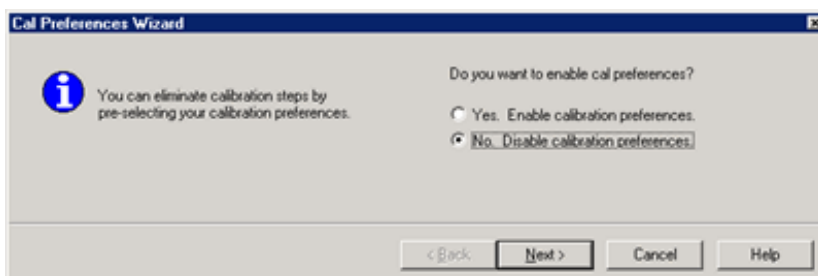 Cal Preferences Wizard
You can eliminate calibration steps by
pre-selecting your calibration preferences.
Do you want to enable cal preferences?
Yes. Enable calibration preferences.
No. Disable calibration preferences.
< Back
Next >
Cancel
Help